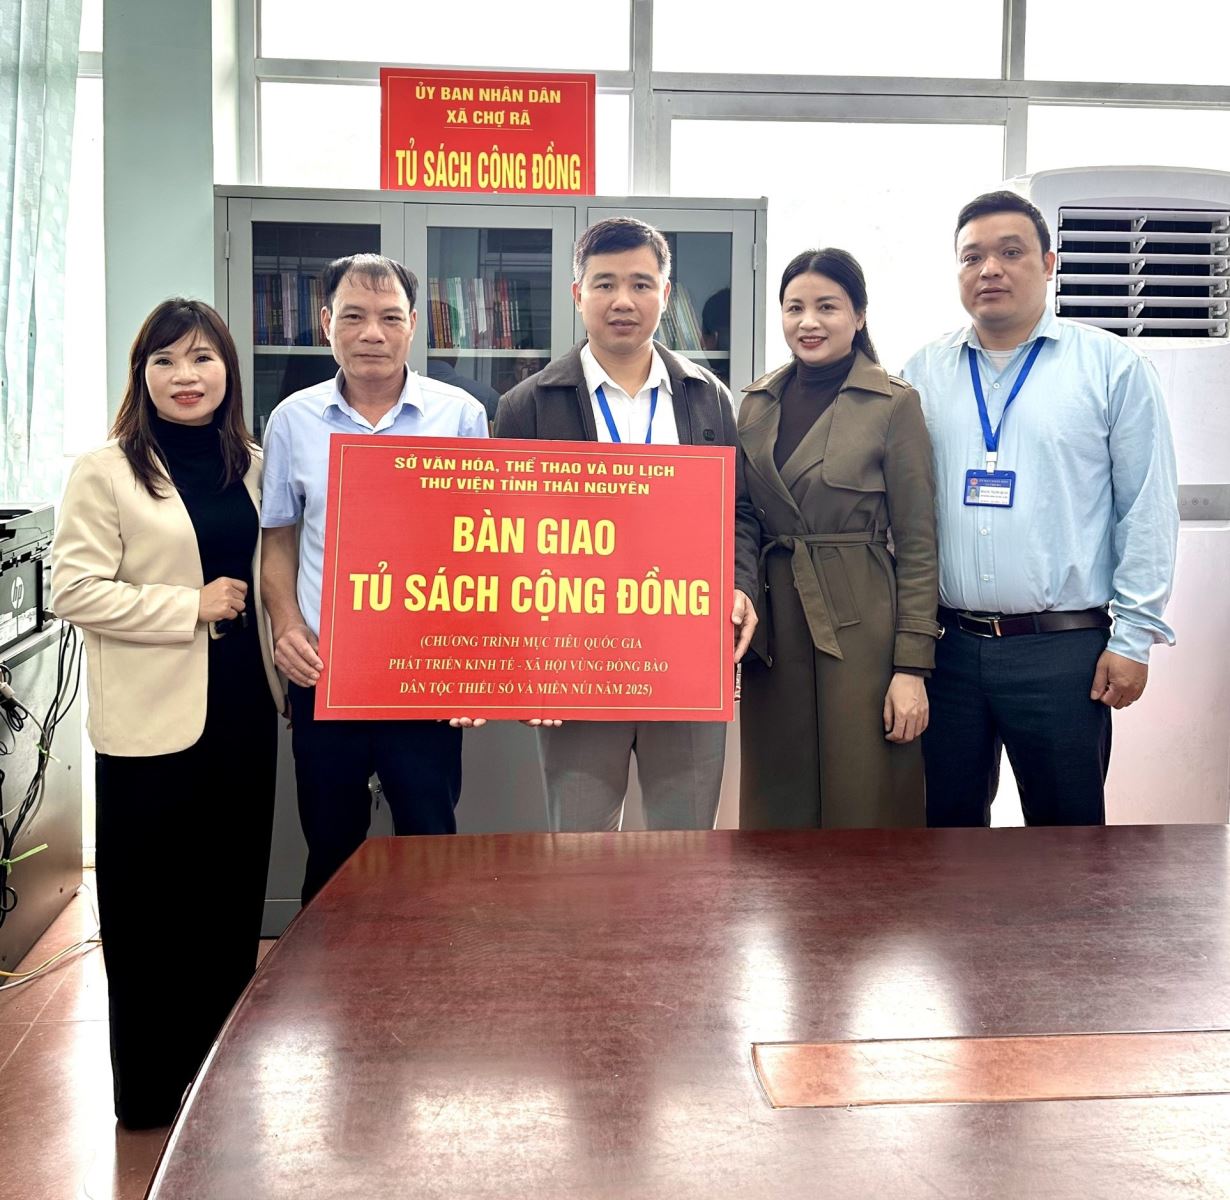 ỦY BAN NHÂN DÂN
XÃ CHỢ RÃ
TỦ SÁCH CỘNG ĐỒNG
SỞ VĂN HÓA, THỂ THAO VÀ DU LỊCH
THƯ VIỆN TỈNH THÁI NGUYÊN
BÀN GIAO
TỦ SÁCH CỘNG ĐỒNG
(CHƯƠNG TRÌNH MỤC TIÊU QUỐC GIA
PHÁT TRIỂN KINH TẾ - XÃ HỘI VÙNG ĐỒNG BÀO
DÂN TỘC THIỂU SỐ VÀ MIỀN NÚI NĂM 2025)
hp